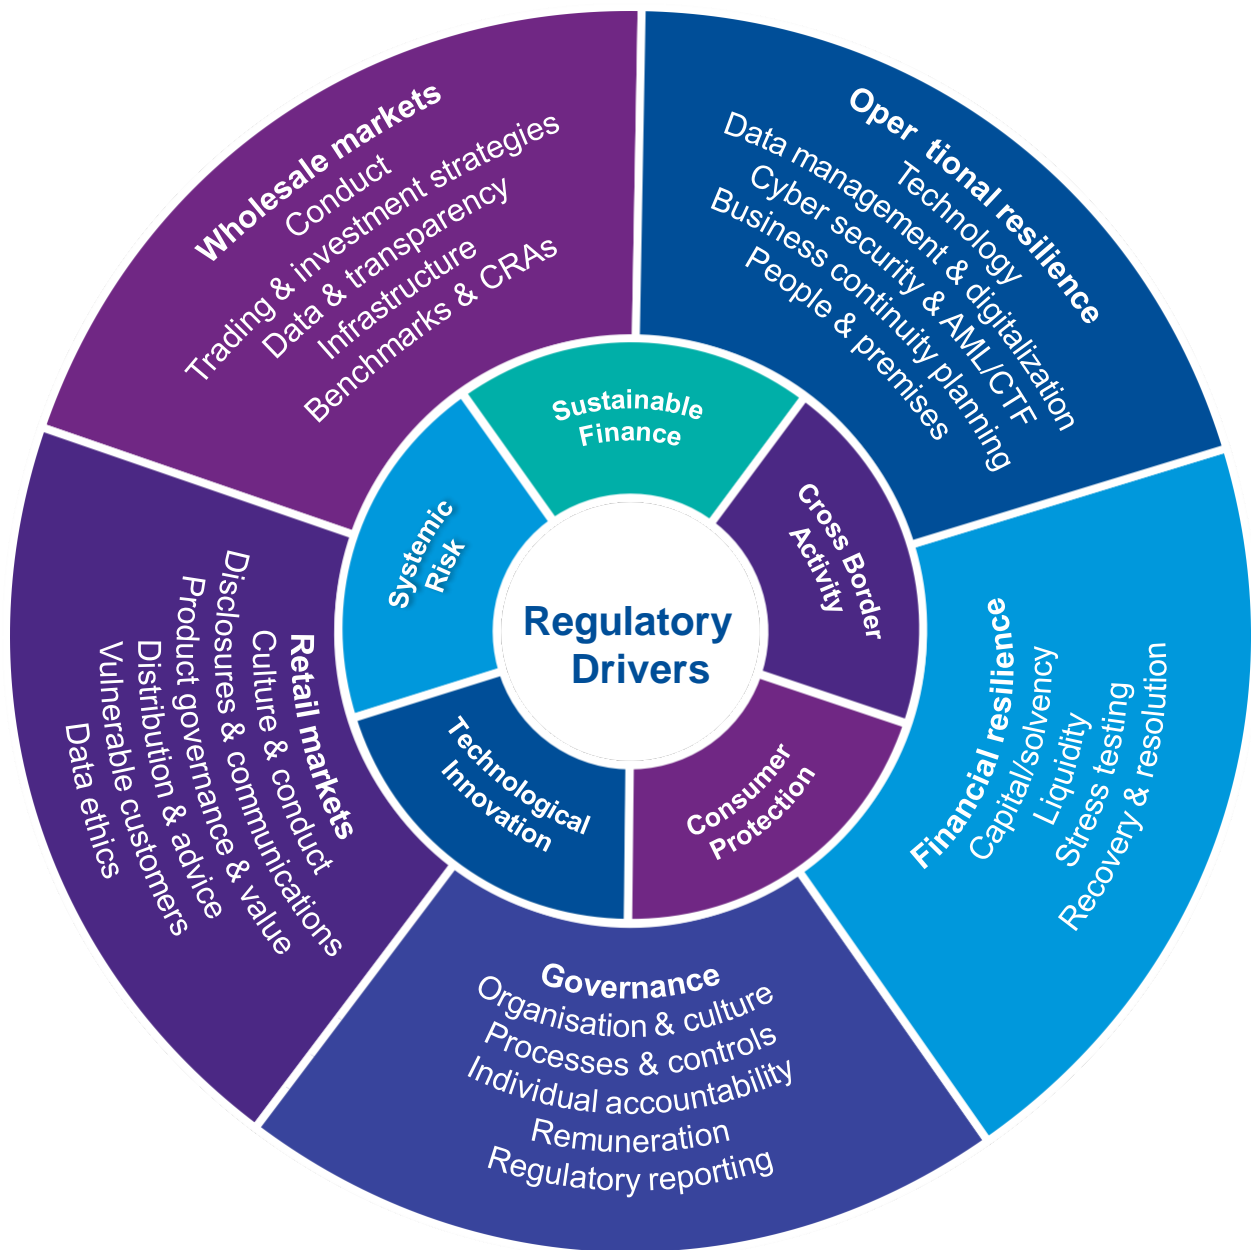 Wholesale markets
Conduct
Trading & investment strategies
Data & transparency
Infrastructure
Benchmarks & CRAs
Oper tional resilience
Technology
Data management & digitalization
Cyber security & AML/CTF
Business continuity planning
People & premises
Financial resilience
Capital/solvency
Liquidity
Stress testing
Recovery & resolution
Governance
Organisation & culture
Processes & controls
Individual accountability
Remuneration
Regulatory reporting
Retail markets
Culture & conduct
Disclosures & communications
Product governance & value
Distribution & advice
Vulnerable customers
Data ethics
Sustainable
Finance
Cross Border
Activity
Consumer
Protection
Technological
Innovation
Systemic
Risk
Regulatory
Drivers